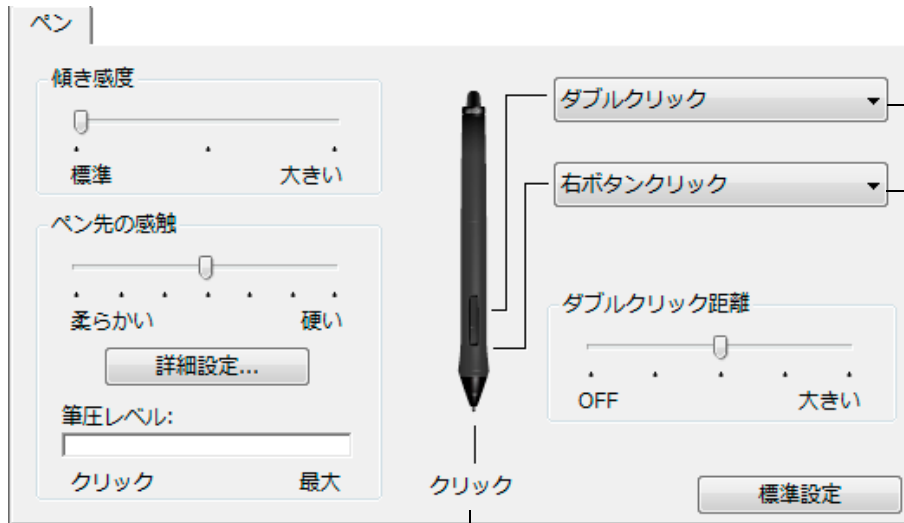 ペン
傾き感度
標準 大きい
ペン先の感触
柔らかい 硬い
詳細設定...
筆圧レベル:
クリック 最大
クリック
ダブルクリック
右ボタンクリック
ダブルクリック距離
OFF 大きい
標準設定